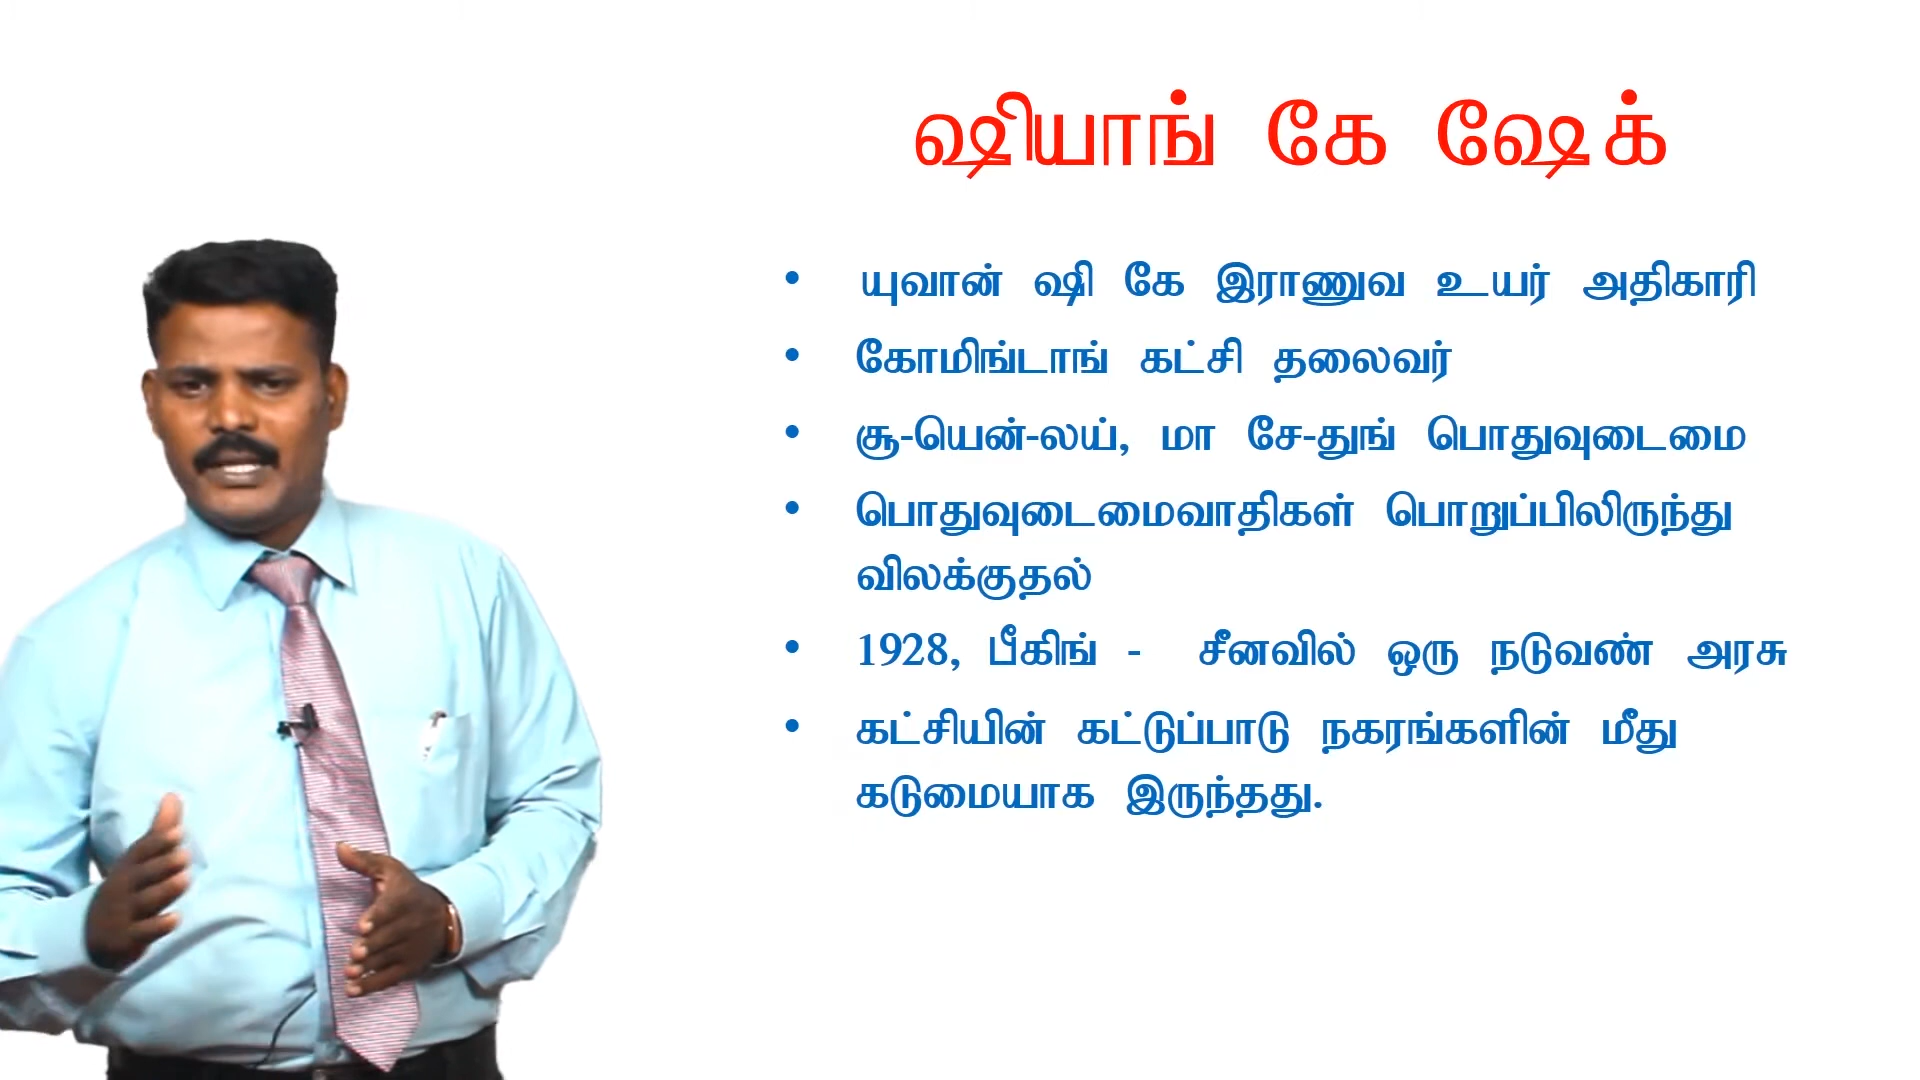 ஷியாங் கே ஷேக்
• யுவான் ஷி கே இராணுவ உயர் அதிகாரி
• கோமிங்டாங் கட்சி தலைவர்
• சூ-யென்-லய், மா சே-துங் பொதுவுடைமை
• பொதுவுடைமைவாதிகள் பொறுப்பிலிருந்து
விலக்குதல்
• 1928, பீகிங் - சீனவில் ஒரு நடுவண் அரசு
• கட்சியின் கட்டுப்பாடு நகரங்களின் மீது
கடுமையாக இருந்தது.